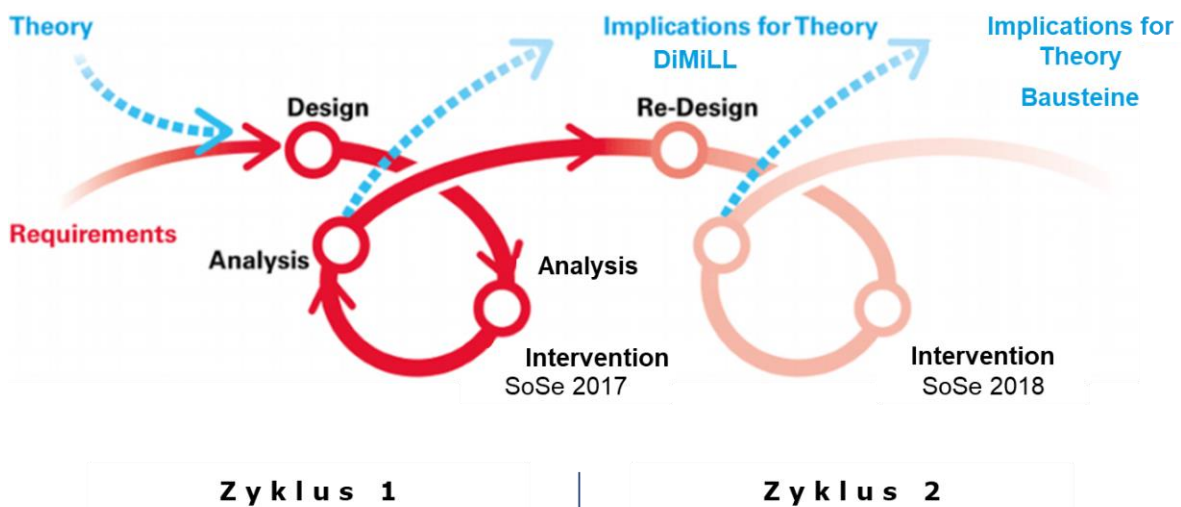 Theory
Implications for Theory
DiMiLL
Implications for
Theory
Bausteine
Design
Re-Design
Requirements
Analysis
Analysis
Intervention
SoSe 2017
Intervention
SoSe 2018
Zyklus 1
Zyklus 2